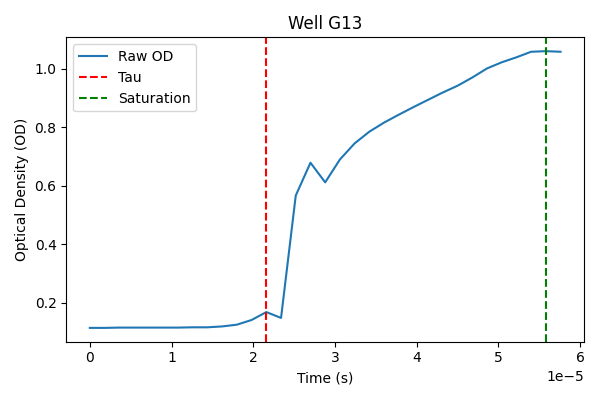 Well G13
Raw OD
Tau
Saturation
Optical Density (OD)
1.0
0.8
0.6
0.4
0.2
0 1 2 3 4 5 6
1e−5
Time (s)